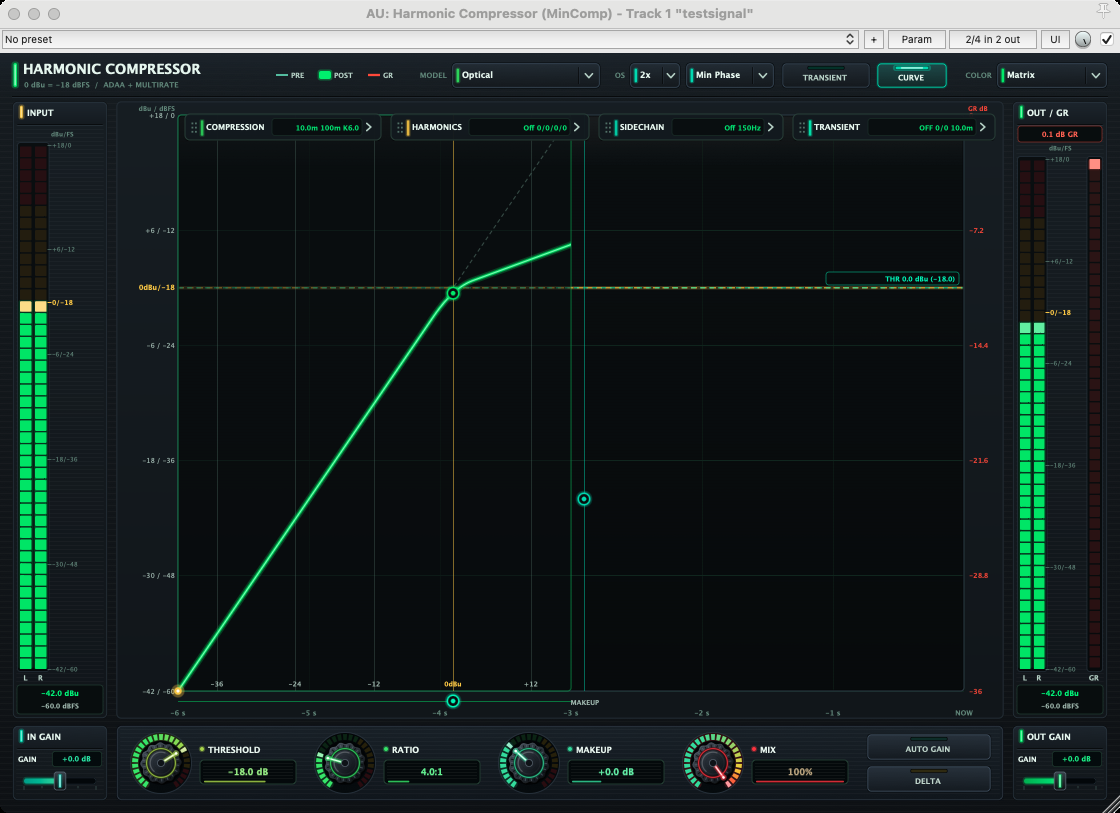 AU: Harmonic Compressor (MinComp) - Track 1 "testsignal"
No preset
+
Param
2/4 in 2 out
UI
HARMONIC COMPRESSOR
0 dBu = −18 dBFS / ADAA + MULTIRATE
PRE
POST
GR
MODEL
Optical
OS
2x
Min Phase
TRANSIENT
CURVE
COLOR
Matrix
INPUT
dBu/FS
+18/0
+6/−12
−0/−18
−6/−24
−18/−36
−30/−48
−42/−60
L R
−42.0 dBu
−60.0 dBFS
dBu / dBFS
+18 / 0
COMPRESSION
10.0m 100m K6.0
HARMONICS
Off 0/0/0/0
SIDECHAIN
Off 150Hz
TRANSIENT
OFF 0/0 10.0m
GR dB
+6 / −12
0dBu/−18
−6 / −24
−18 / −36
−30 / −48
−42 / −60
THR 0.0 dBu (−18.0)
−7.2
−14.4
−21.6
−28.8
−36
−36
−24
−12
0dBu
+12
MAKEUP
−6 s
−5 s
−4 s
−3 s
−2 s
−1 s
NOW
OUT / GR
0.1 dB GR
dBu/FS
+18/0
+6/−12
−0/−18
−6/−24
−18/−36
−30/−48
−42/−60
L R GR
−42.0 dBu
−60.0 dBFS
IN GAIN
GAIN
+0.0 dB
THRESHOLD
−18.0 dB
RATIO
4.0:1
MAKEUP
+0.0 dB
MIX
100%
AUTO GAIN
DELTA
OUT GAIN
GAIN
+0.0 dB